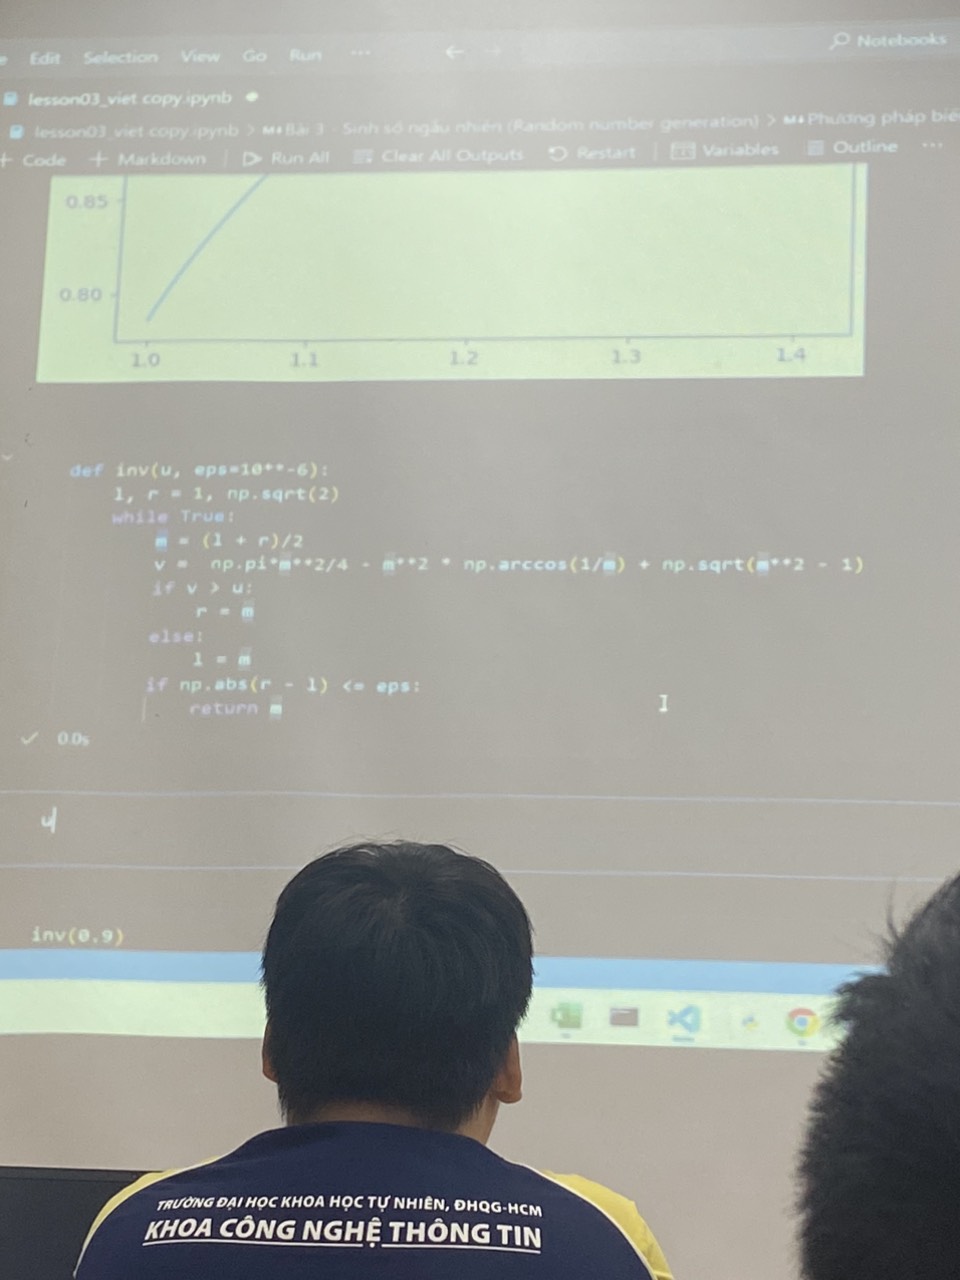 Edit Selection View Go Run ··· Notebooks
lesson03_viet copy.ipynb
lesson03_viet copy.ipynb > M↓ Bài 3 - Sinh số ngẫu nhiên (Random number generation) > M↓ Phương pháp
+ Code + Markdown Run All Clear All Outputs Restart Variables Outline ···
0.85
0.80
1.0 1.1 1.2 1.3 1.4
def inv(u, eps=10**-6):
l, r = 1, np.sqrt(2)
while True:
m = (l + r)/2
v = np.pi*m**2/4 - m**2 * np.arccos(1/m) + np.sqrt(m**2 - 1)
if v > u:
r = m
else:
l = m
if np.abs(r - l) <= eps:
return m
0.0s
u
inv(0.9)
TRƯỜNG ĐẠI HỌC KHOA HỌC TỰ NHIÊN, ĐHQG-HCM
KHOA CÔNG NGHỆ THÔNG TIN